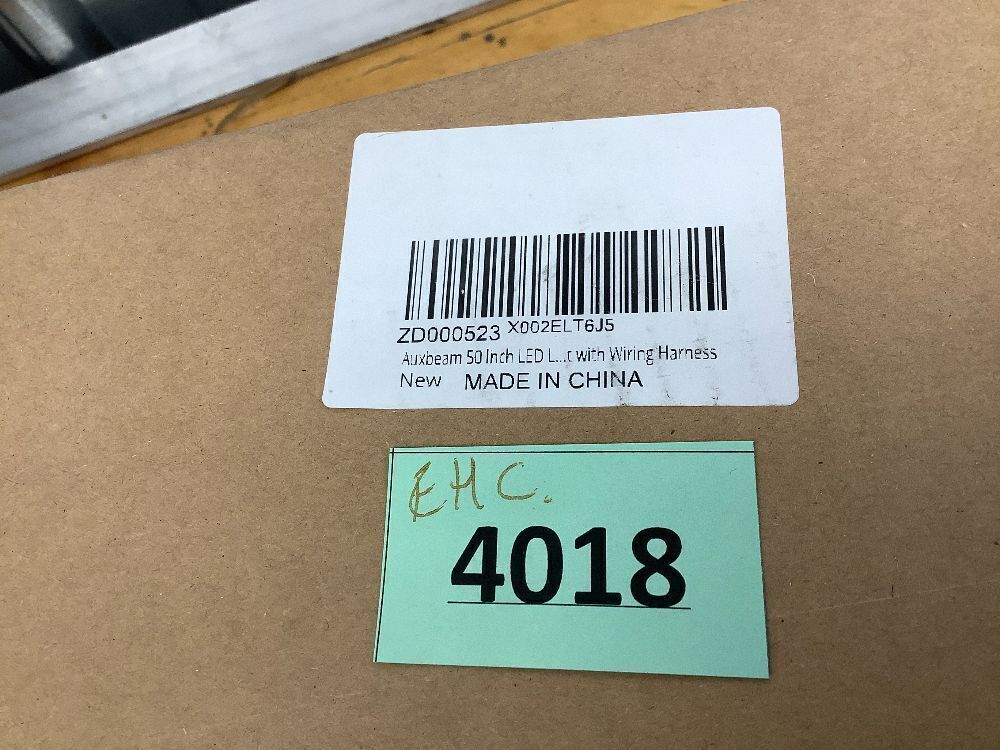 ZD000523 X002ELT6J5
Auxbeam 50 Inch LED L...t with Wiring Harness
New MADE IN CHINA
EHC.
4018